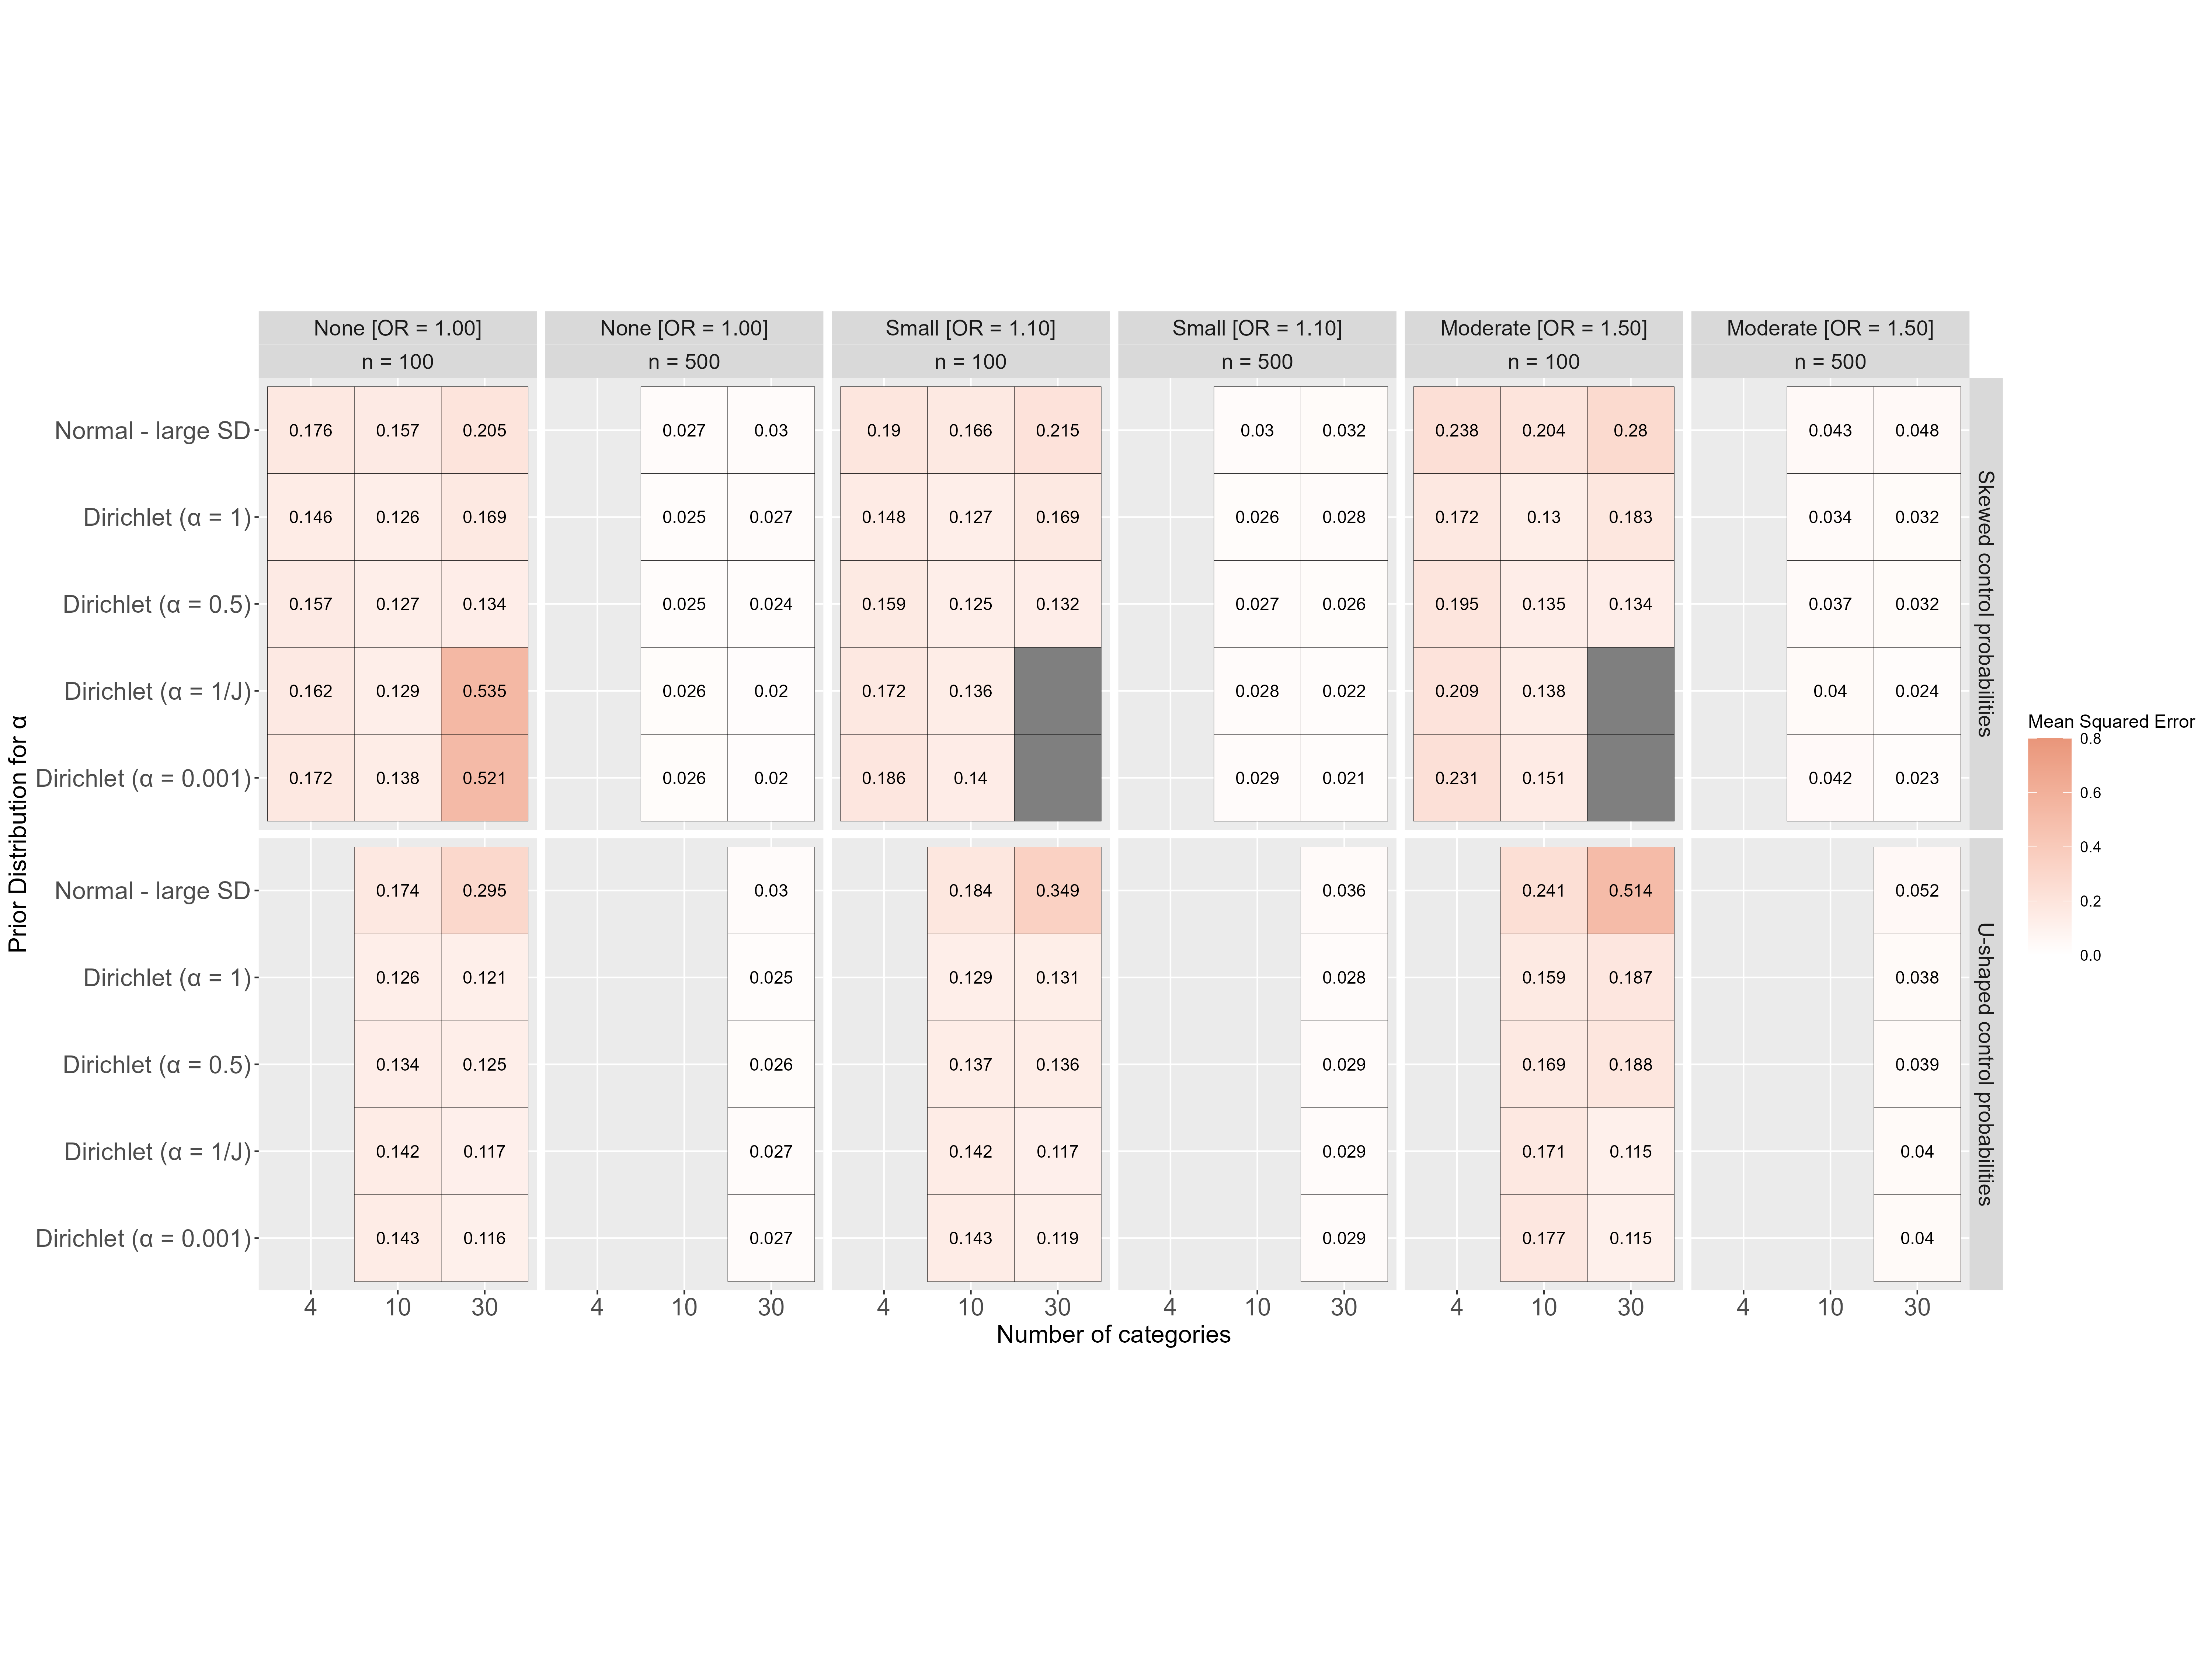 None [OR = 1.00] None [OR = 1.00] Small [OR = 1.10] Small [OR = 1.10] Moderate [OR = 1.50] Moderate [OR = 1.50]
n = 100 n = 500 n = 100 n = 500 n = 100 n = 500
Normal - large SD 0.176 0.157 0.205 0.027 0.03 0.19 0.166 0.215 0.03 0.032 0.238 0.204 0.28 0.043 0.048
Dirichlet (α = 1) 0.146 0.126 0.169 0.025 0.027 0.148 0.127 0.169 0.026 0.028 0.172 0.13 0.183 0.034 0.032
Dirichlet (α = 0.5) 0.157 0.127 0.134 0.025 0.024 0.159 0.125 0.132 0.027 0.026 0.195 0.135 0.134 0.037 0.032
Dirichlet (α = 1/J) 0.162 0.129 0.535 0.026 0.02 0.172 0.136 0.028 0.022 0.209 0.138 0.04 0.024
Dirichlet (α = 0.001) 0.172 0.138 0.521 0.026 0.02 0.186 0.14 0.029 0.021 0.231 0.151 0.042 0.023
Skewed control probabilities
Normal - large SD 0.174 0.295 0.03 0.184 0.349 0.036 0.241 0.514 0.052
Dirichlet (α = 1) 0.126 0.121 0.025 0.129 0.131 0.028 0.159 0.187 0.038
Dirichlet (α = 0.5) 0.134 0.125 0.026 0.137 0.136 0.029 0.169 0.188 0.039
Dirichlet (α = 1/J) 0.142 0.117 0.027 0.142 0.117 0.029 0.171 0.115 0.04
Dirichlet (α = 0.001) 0.143 0.116 0.027 0.143 0.119 0.029 0.177 0.115 0.04
U-shaped control probabilities
4 10 30 4 10 30 4 10 30 4 10 30 4 10 30 4 10 30
Number of categories
Prior Distribution for α
Mean Squared Error
0.8
0.6
0.4
0.2
0.0